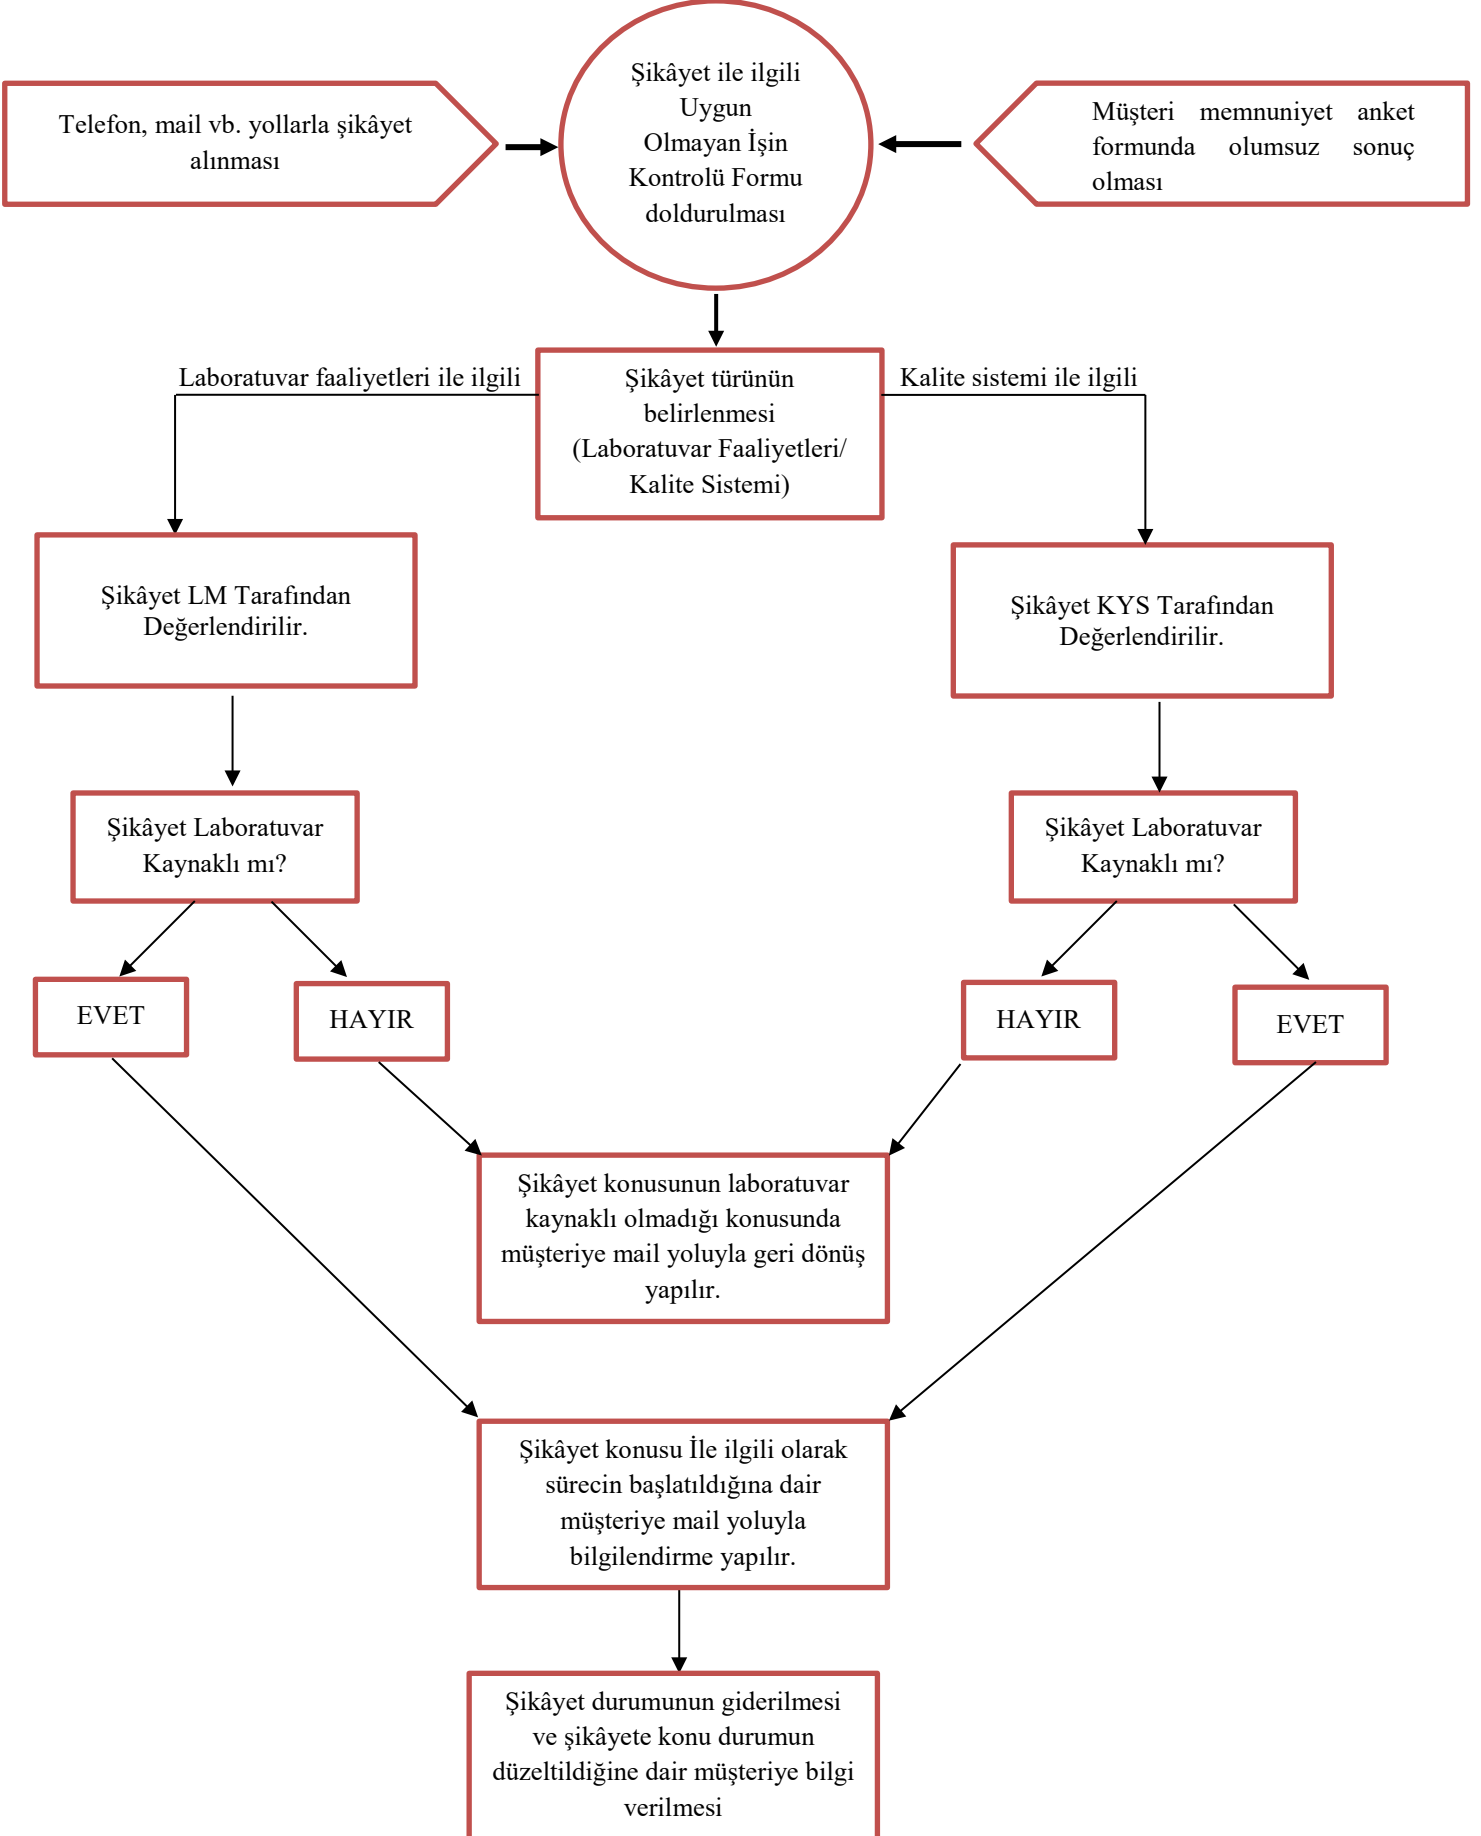 Telefon, mail vb. yollarla şikâyet
alınması
Şikâyet ile ilgili
Uygun
Olmayan İşin
Kontrolü Formu
doldurulması
Müşteri memnuniyet anket
formunda olumsuz sonuç
olması
Laboratuvar faaliyetleri ile ilgili
Şikâyet türünün
belirlenmesi
(Laboratuvar Faaliyetleri/
Kalite Sistemi)
Kalite sistemi ile ilgili
Şikâyet LM Tarafından
Değerlendirilir.
Şikâyet KYS Tarafından
Değerlendirilir.
Şikâyet Laboratuvar
Kaynaklı mı?
Şikâyet Laboratuvar
Kaynaklı mı?
EVET
HAYIR
HAYIR
EVET
Şikâyet konusunun laboratuvar
kaynaklı olmadığı konusunda
müşteriye mail yoluyla geri dönüş
yapılır.
Şikâyet konusu İle ilgili olarak
sürecin başlatıldığına dair
müşteriye mail yoluyla
bilgilendirme yapılır.
Şikâyet durumunun giderilmesi
ve şikâyete konu durumun
düzeltildiğine dair müşteriye bilgi
verilmesi